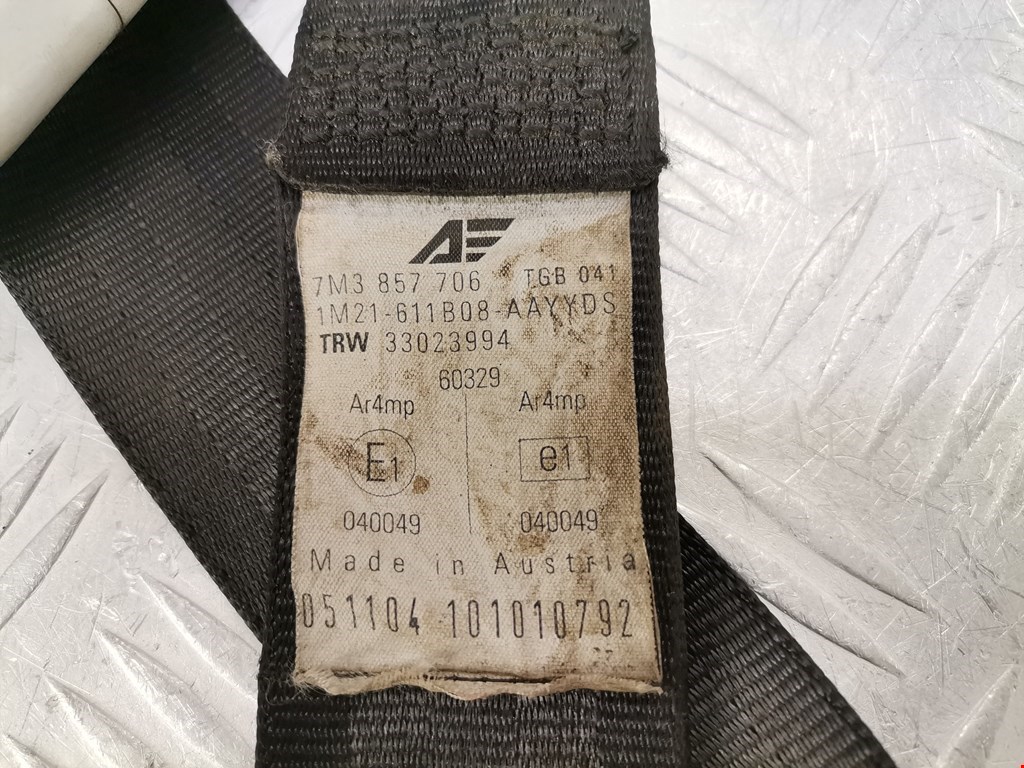 AE
7M3 857 706 TGB 041
1M21-611B08-AAYYDS
TRW 33023994
60329
Ar4mp Ar4mp
E1 e1
040049 040049
Made in Austria
051104 101010792